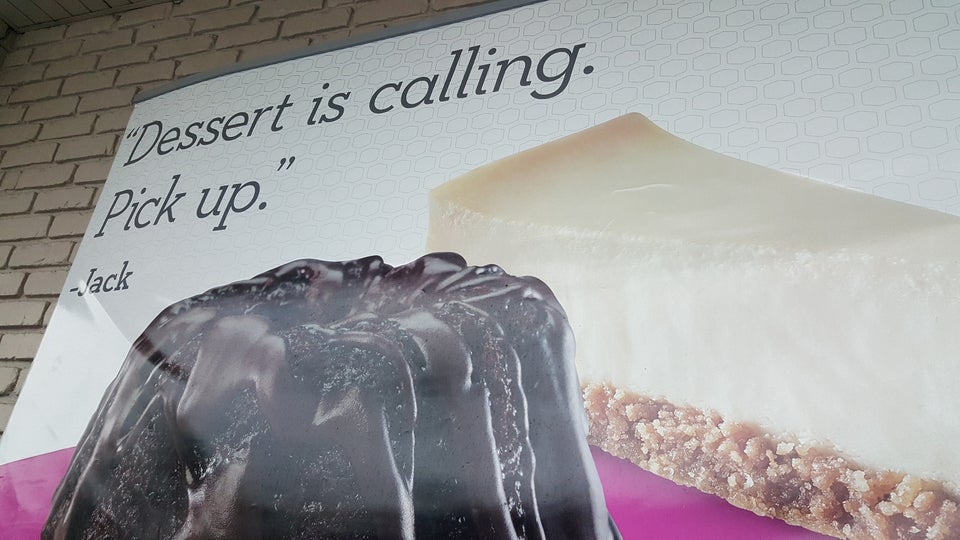 “Dessert is calling.
Pick up.”
-Jack